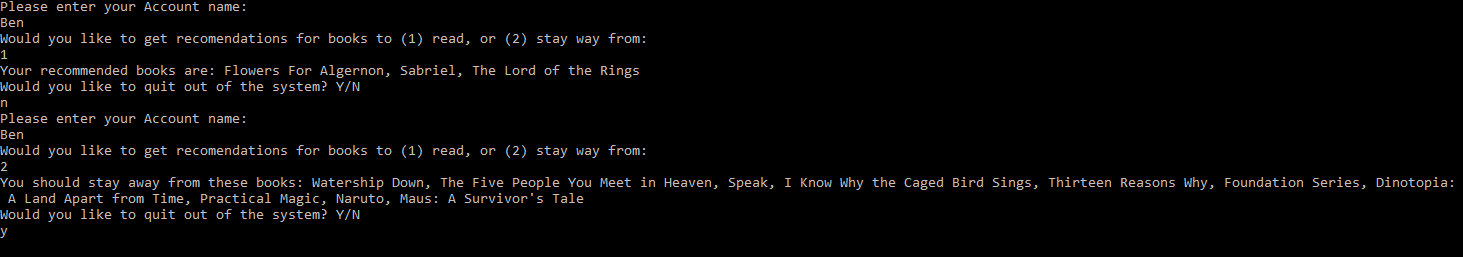 Please enter your Account name:
Ben
Would you like to get recomendations for books to (1) read, or (2) stay way from:
1
Your recommended books are: Flowers For Algernon, Sabriel, The Lord of the Rings
Would you like to quit out of the system? Y/N
n
Please enter your Account name:
Ben
Would you like to get recomendations for books to (1) read, or (2) stay way from:
2
You should stay away from these books: Watership Down, The Five People You Meet in Heaven, Speak, I Know Why the Caged Bird Sings, Thirteen Reasons Why, Foundation Series, Dinotopia:
 A Land Apart from Time, Practical Magic, Naruto, Maus: A Survivor's Tale
Would you like to quit out of the system? Y/N
y